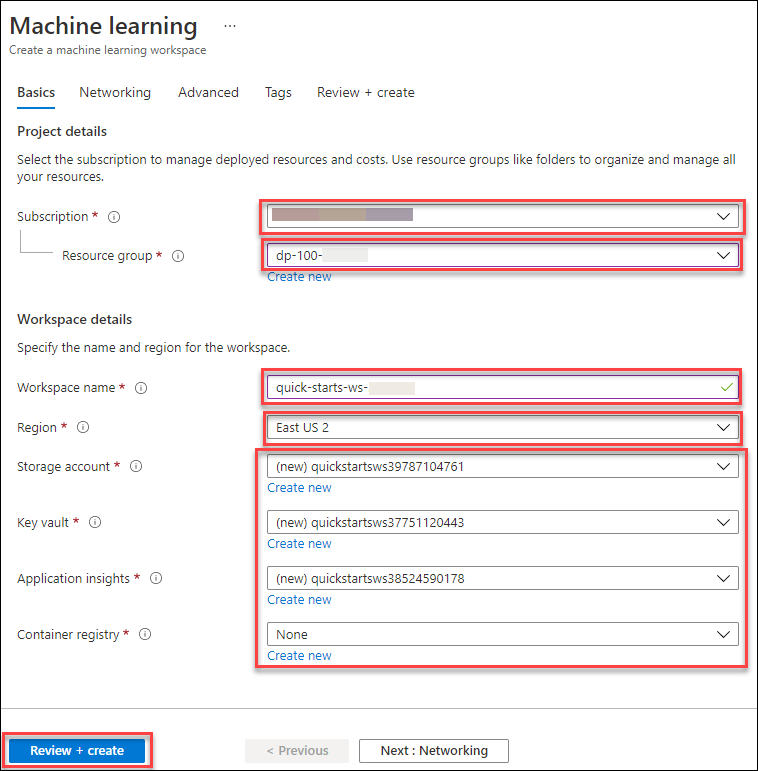 Machine learning ...
Create a machine learning workspace
Basics Networking Advanced Tags Review + create
Project details
Select the subscription to manage deployed resources and costs. Use resource groups like folders to organize and manage all
your resources.
Subscription *
Resource group * dp-100-
Create new
Workspace details
Specify the name and region for the workspace.
Workspace name * quick-starts-ws-
Region * East US 2
Storage account * (new) quickstartsws39787104761
Create new
Key vault * (new) quickstartsws37751120443
Create new
Application insights * (new) quickstartsws38524590178
Create new
Container registry * None
Create new
Review + create < Previous Next : Networking